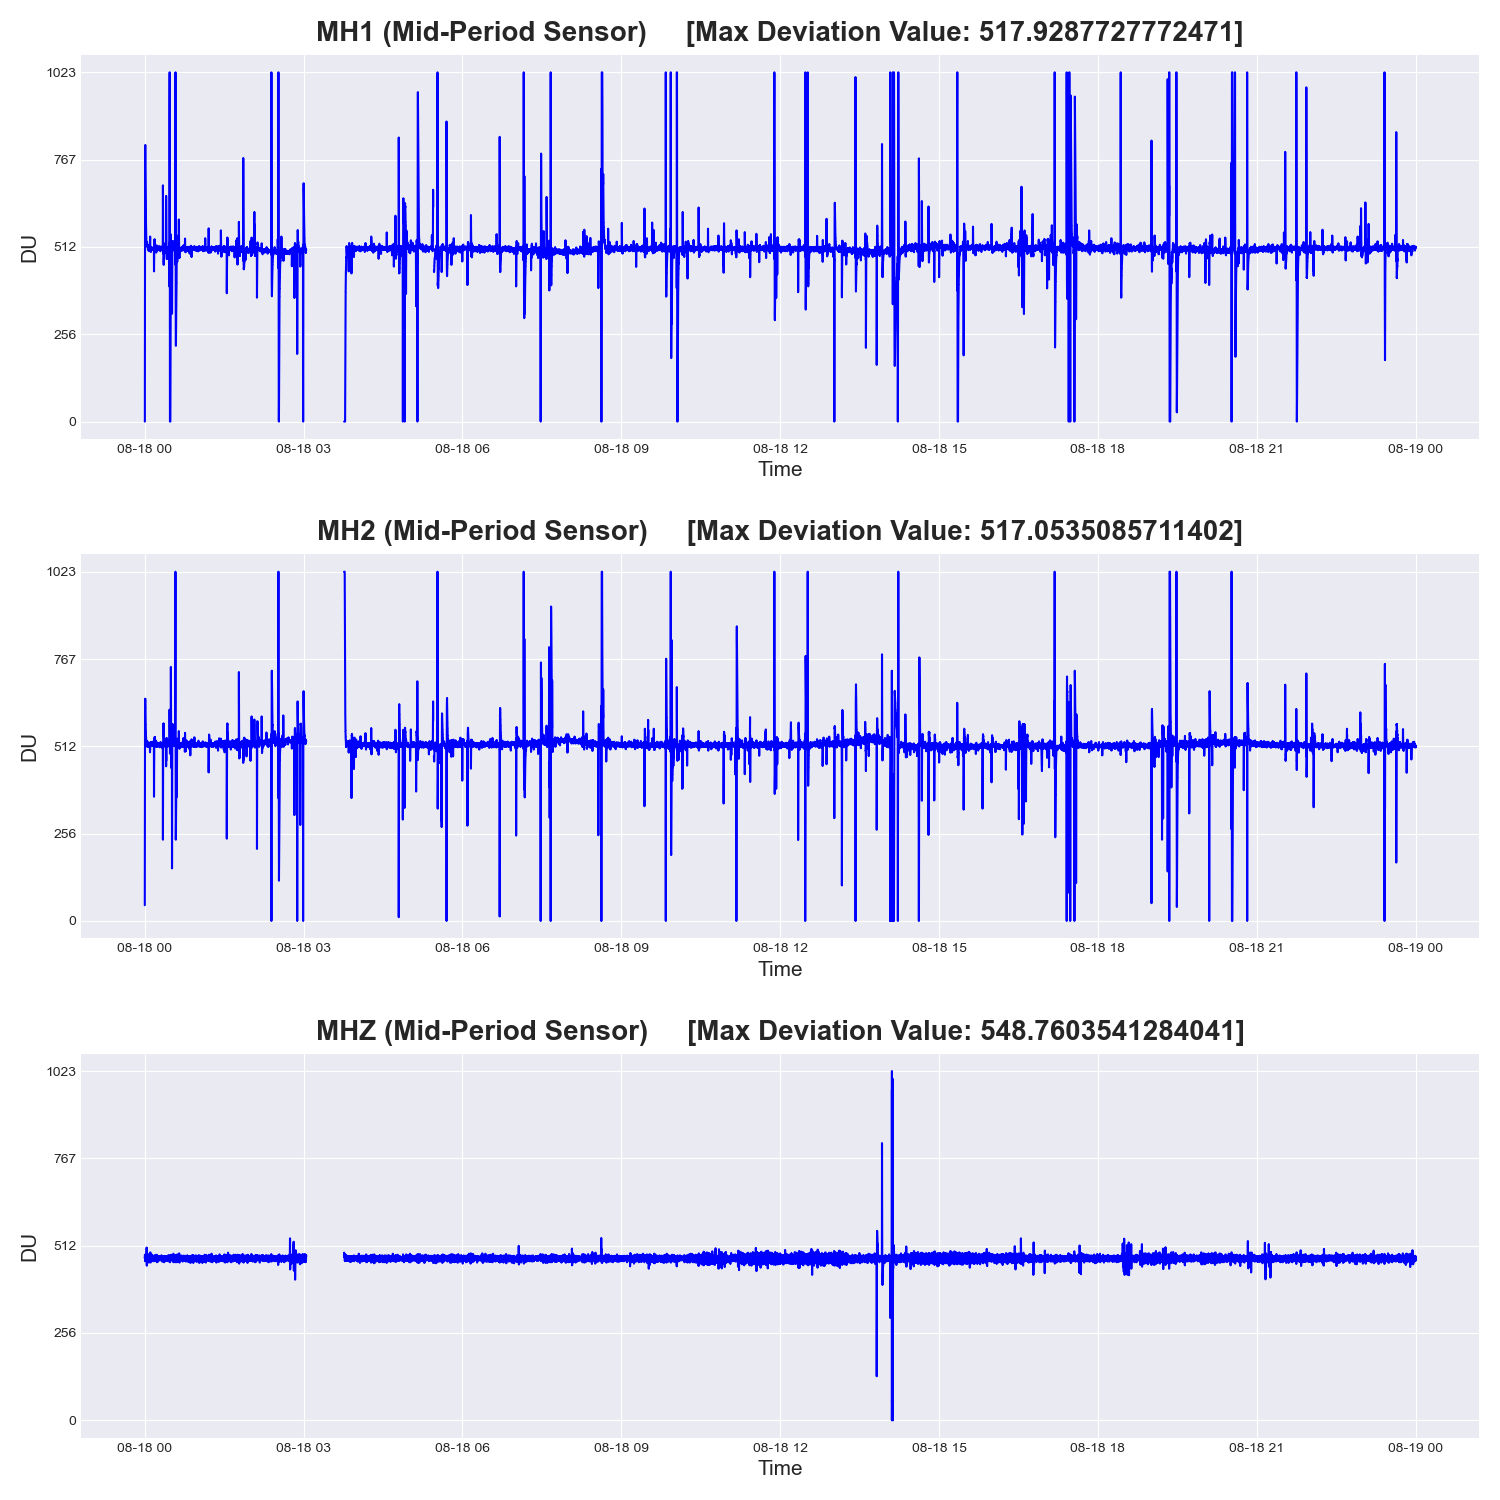 MH1 (Mid-Period Sensor) [Max Deviation Value: 517.9287727772471]
1023
767
512
256
0
DU
08-18 00 08-18 03 08-18 06 08-18 09 08-18 12 08-18 15 08-18 18 08-18 21 08-19 00
Time
MH2 (Mid-Period Sensor) [Max Deviation Value: 517.0535085711402]
1023
767
512
256
0
DU
08-18 00 08-18 03 08-18 06 08-18 09 08-18 12 08-18 15 08-18 18 08-18 21 08-19 00
Time
MHZ (Mid-Period Sensor) [Max Deviation Value: 548.7603541284041]
1023
767
512
256
0
DU
08-18 00 08-18 03 08-18 06 08-18 09 08-18 12 08-18 15 08-18 18 08-18 21 08-19 00
Time